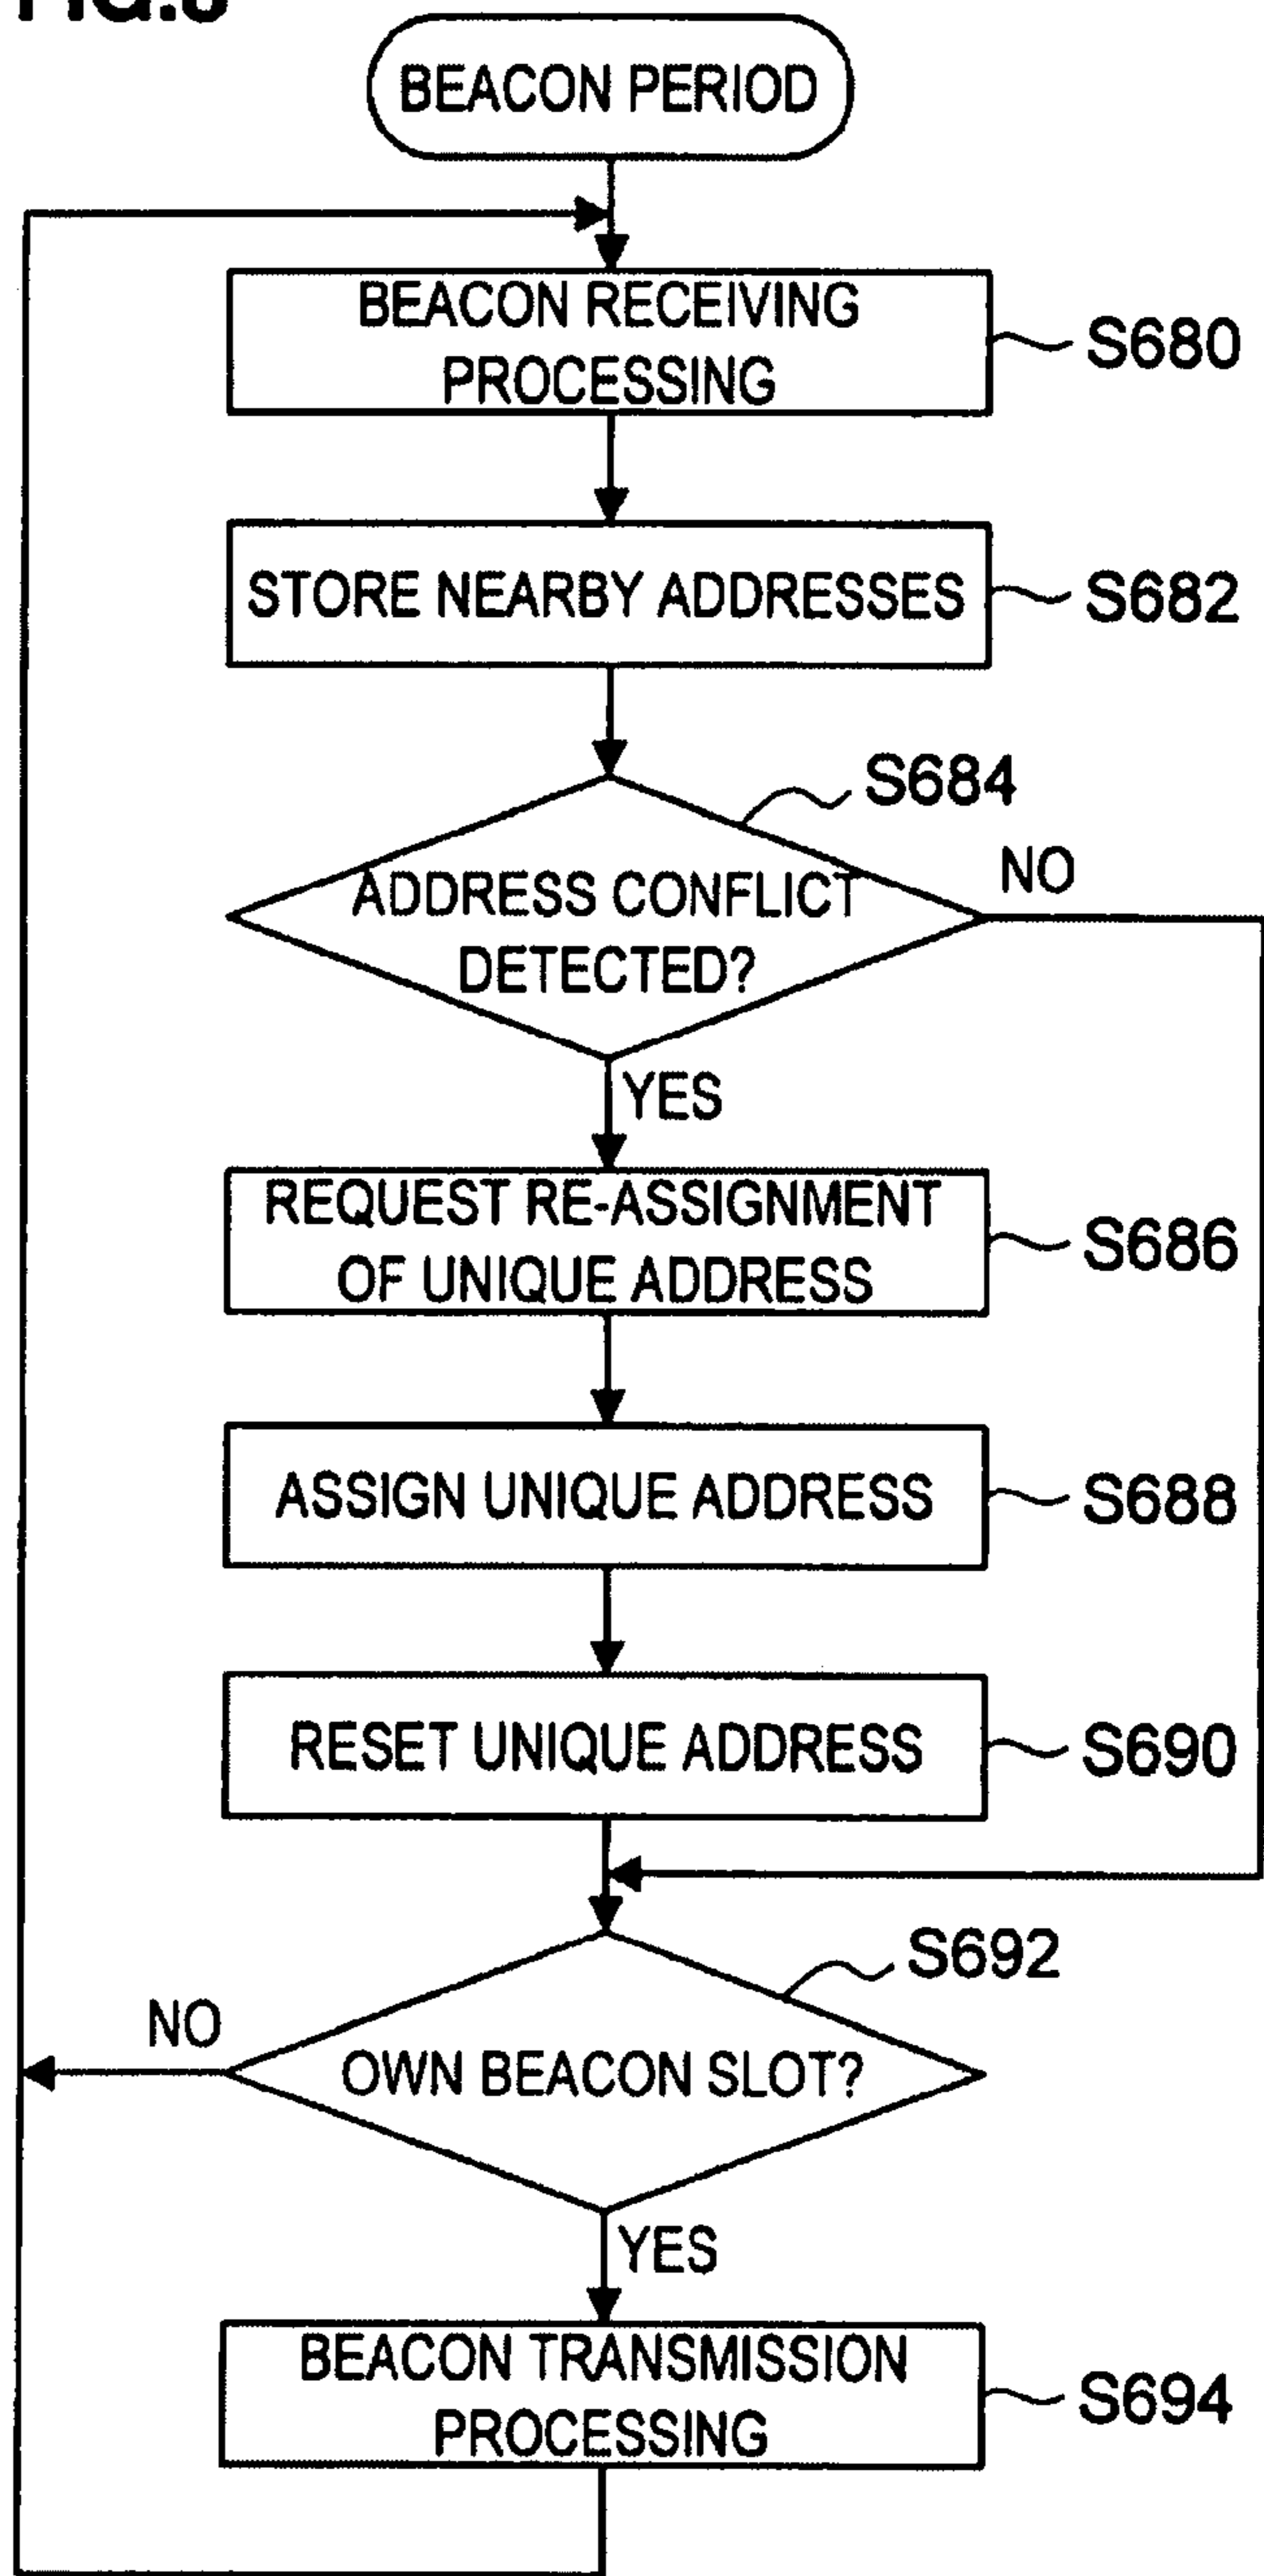 BEACON PERIOD
BEACON RECEIVING
PROCESSING
S680
STORE NEARBY ADDRESSES
S682
S684
ADDRESS CONFLICT
DETECTED?
NO
YES
REQUEST RE-ASSIGNMENT
OF UNIQUE ADDRESS
S686
ASSIGN UNIQUE ADDRESS
S688
RESET UNIQUE ADDRESS
S690
S692
NO
OWN BEACON SLOT?
YES
BEACON TRANSMISSION
PROCESSING
S694